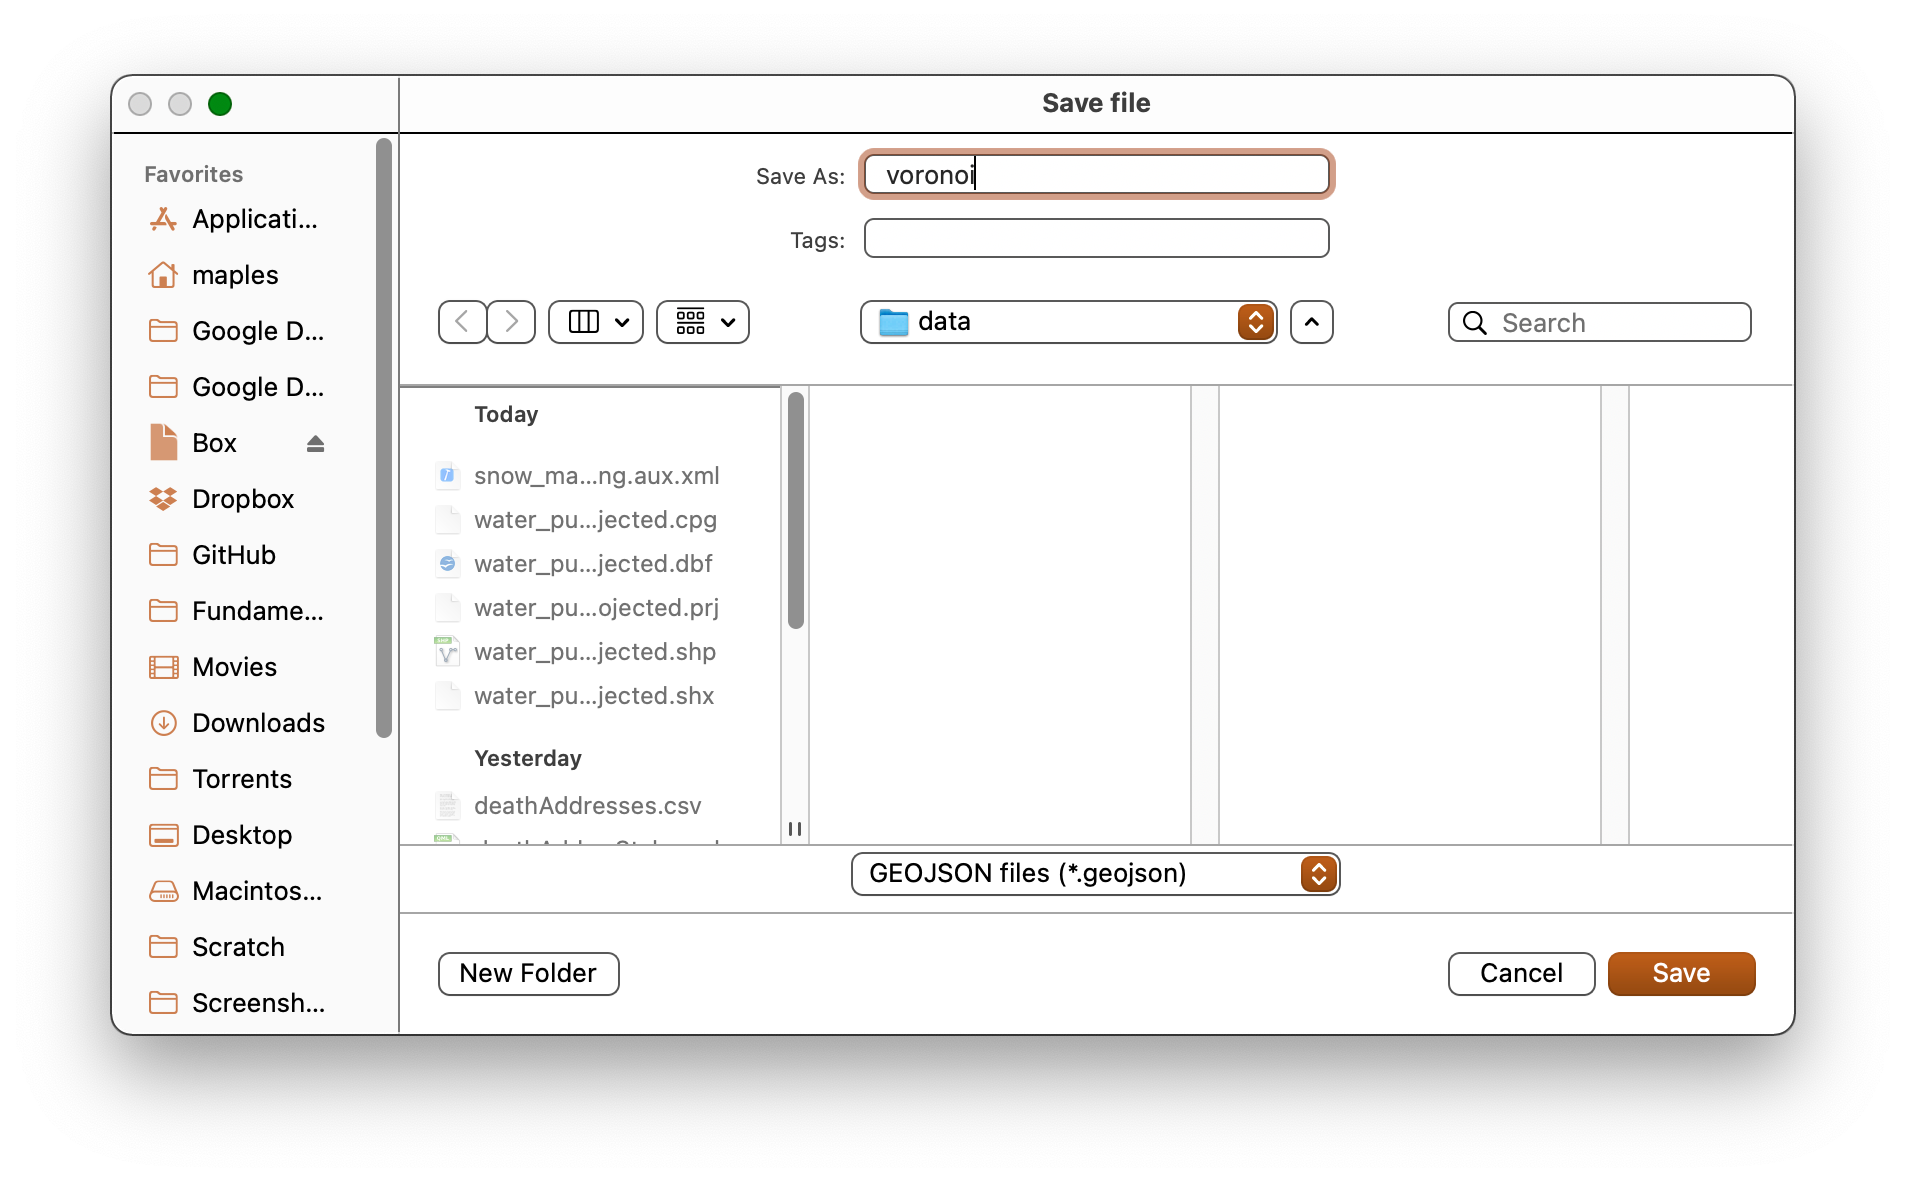 Save file
Favorites
Applicati...
maples
Google D...
Google D...
Box
Dropbox
GitHub
Fundame...
Movies
Downloads
Torrents
Desktop
Macintos...
Scratch
Screensh...
Save As: voronoi
Tags:
data
Search
Today
snow_ma...ng.aux.xml
water_pu...jected.cpg
water_pu...jected.dbf
water_pu...ojected.prj
water_pu...jected.shp
water_pu...jected.shx
Yesterday
deathAddresses.csv
GEOJSON files (*.geojson)
New Folder
Cancel
Save